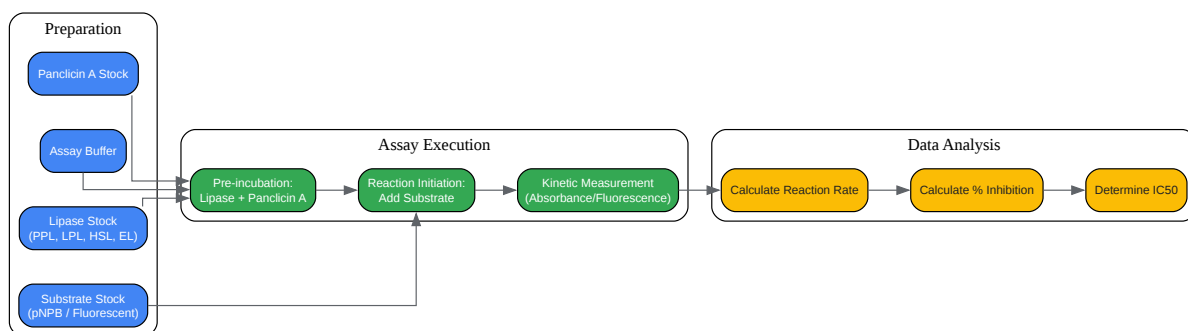 Preparation
Panclicin A Stock
Assay Buffer
Lipase Stock
(PPL, LPL, HSL, EL)
Substrate Stock
(pNPB / Fluorescent)
Assay Execution
Pre-incubation:
Lipase + Panclicin A
Reaction Initiation:
Add Substrate
Kinetic Measurement
(Absorbance/Fluorescence)
Data Analysis
Calculate Reaction Rate
Calculate % Inhibition
Determine IC50